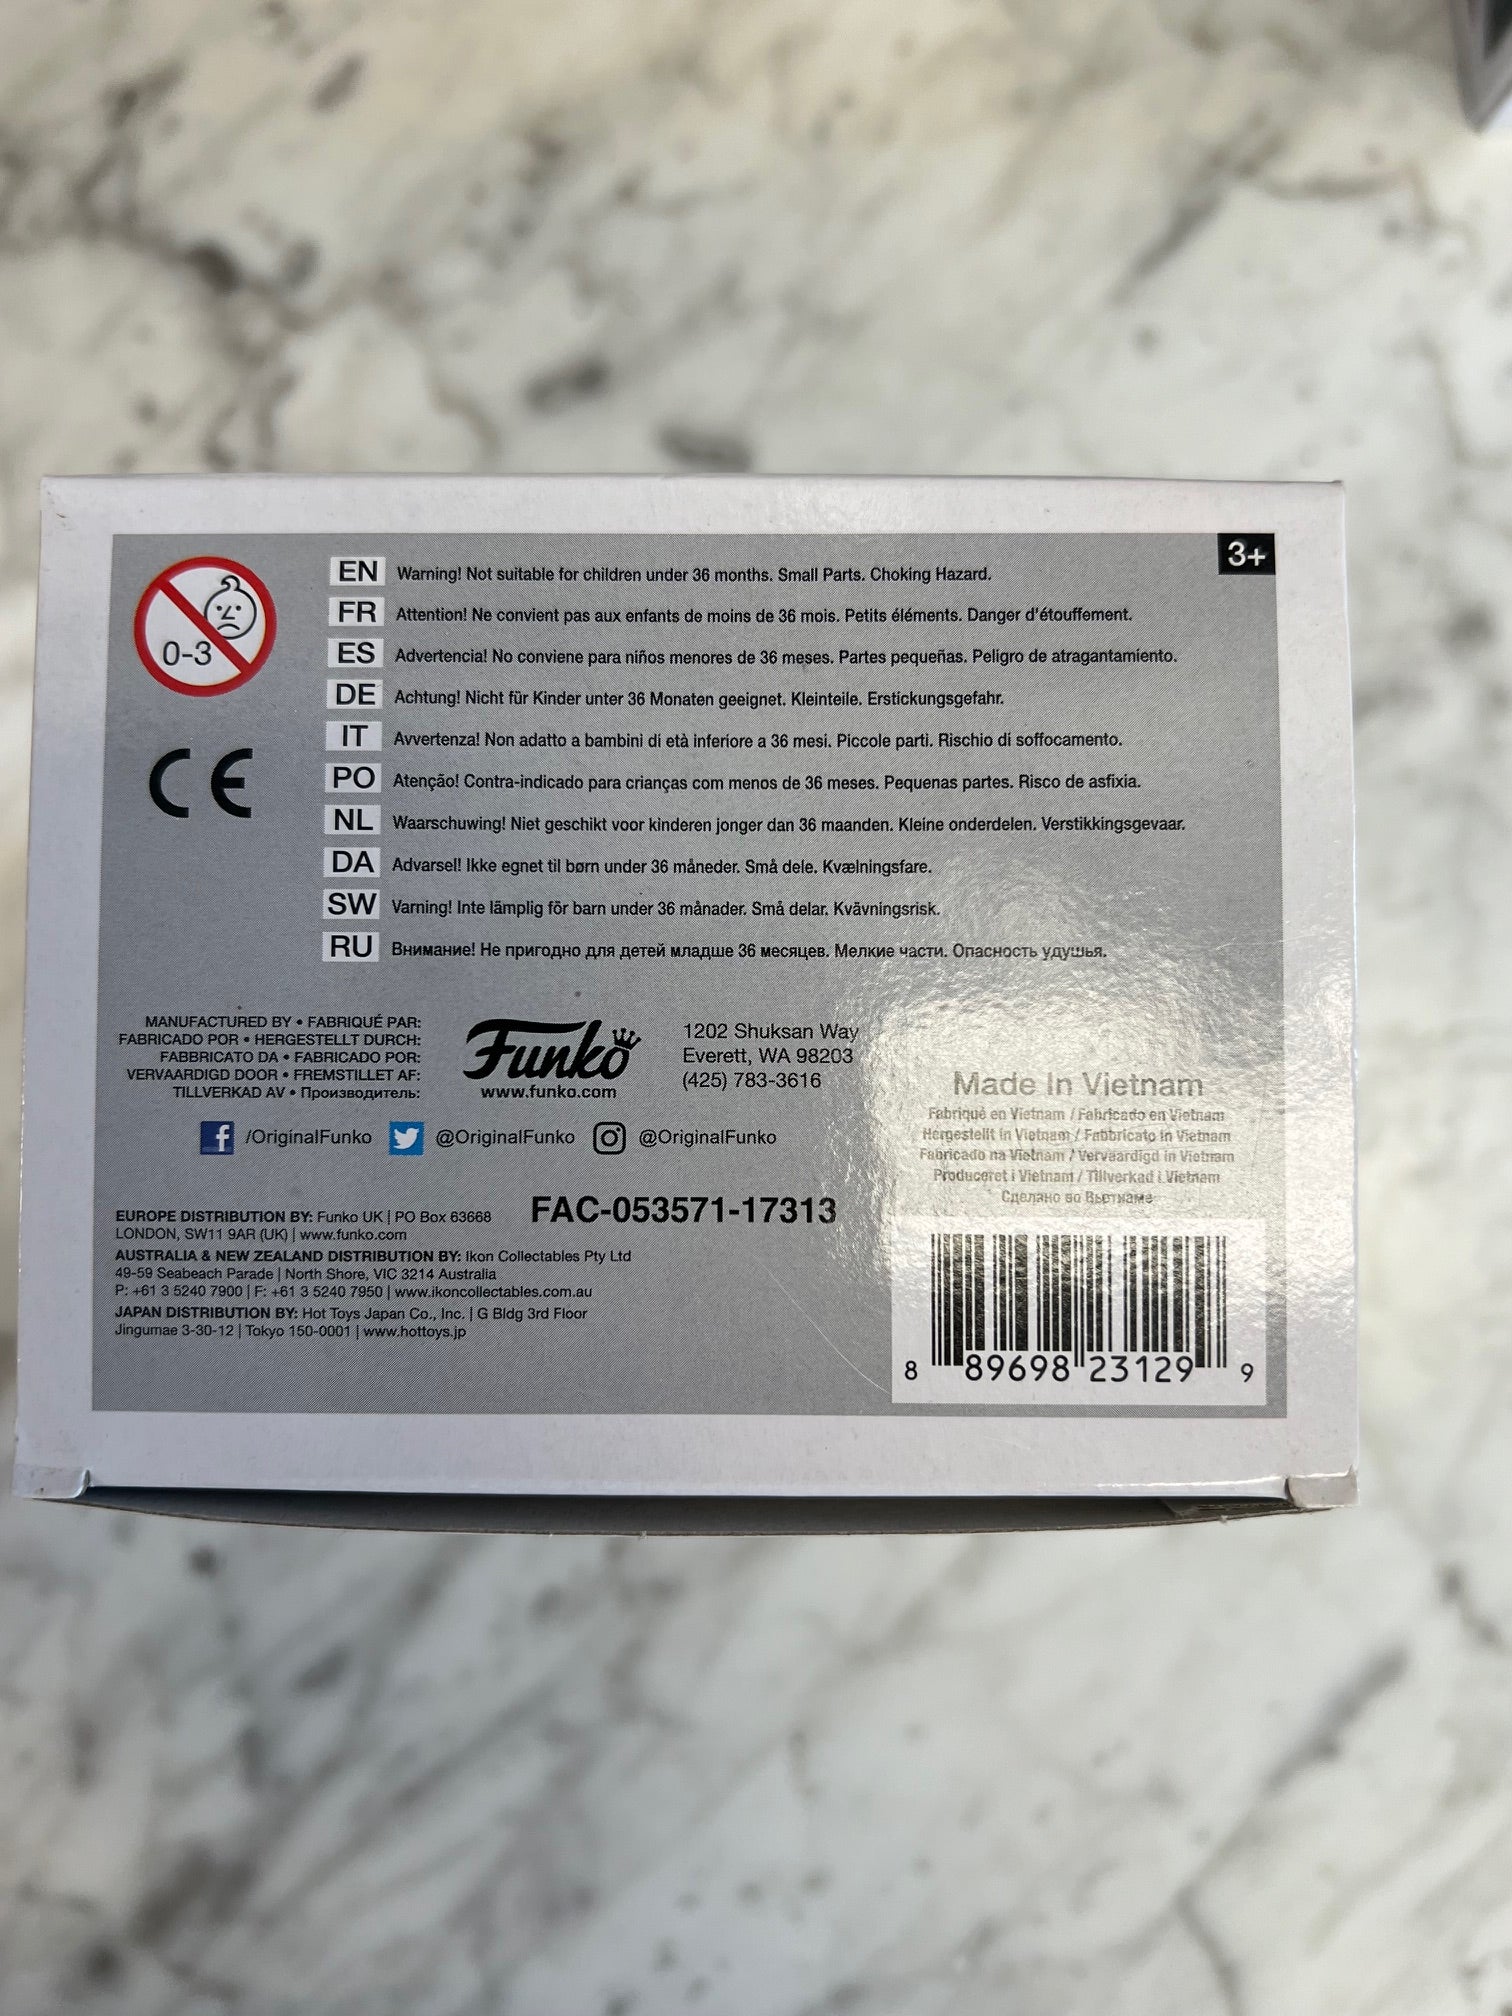 0-3
3+
EN Warning! Not suitable for children under 36 months. Small Parts. Choking Hazard.
FR Attention! Ne convient pas aux enfants de moins de 36 mois. Petits éléments. Danger d'étouffement.
ES Advertencia! No conviene para niños menores de 36 meses. Partes pequeñas. Peligro de atragantamiento.
DE Achtung! Nicht für Kinder unter 36 Monaten geeignet. Kleinteile. Erstickungsgefahr.
IT Avvertenza! Non adatto a bambini di età inferiore a 36 mesi. Piccole parti. Rischio di soffocamento.
PO Atenção! Contra-indicado para crianças com menos de 36 meses. Pequenas partes. Risco de asfixia.
NL Waarschuwing! Niet geschikt voor kinderen jonger dan 36 maanden. Kleine onderdelen. Verstikkingsgevaar.
DA Advarsel! Ikke egnet til børn under 36 måneder. Små dele. Kvælningsfare.
SW Varning! Inte lämplig för barn under 36 månader. Små delar. Kvävningsrisk.
RU Внимание! Не пригодно для детей младше 36 месяцев. Мелкие части. Опасность удушья.
CE
MANUFACTURED BY • FABRIQUÉ PAR:
FABRICADO POR • HERGESTELLT DURCH:
FABBRICATO DA • FABRICADO POR:
VERVAARDIGD DOOR • FREMSTILLET AF:
TILLVERKAD AV • Производитель:
Funko
www.funko.com
1202 Shuksan Way
Everett, WA 98203
(425) 783-3616
/OriginalFunko @OriginalFunko @OriginalFunko
Made In Vietnam
Fabriqué en Vietnam / Fabricado en Vietnam
Hergestellt in Vietnam / Fabbricato in Vietnam
Fabricado na Vietnam / Vervaardigd in Vietnam
Produceret i Vietnam / Tillverkad i Vietnam
Сделано во Вьетнаме
FAC-053571-17313
EUROPE DISTRIBUTION BY: Funko UK | PO Box 63668
LONDON, SW11 9AR (UK) | www.funko.com
AUSTRALIA & NEW ZEALAND DISTRIBUTION BY: Ikon Collectables Pty Ltd
49-59 Seabeach Parade | North Shore, VIC 3214 Australia
P: +61 3 5240 7900 | F: +61 3 5240 7950 | www.ikoncollectables.com.au
JAPAN DISTRIBUTION BY: Hot Toys Japan Co., Inc. | G Bldg 3rd Floor
Jingumae 3-30-12 | Tokyo 150-0001 | www.hottoys.jp
8 89698 23129 9